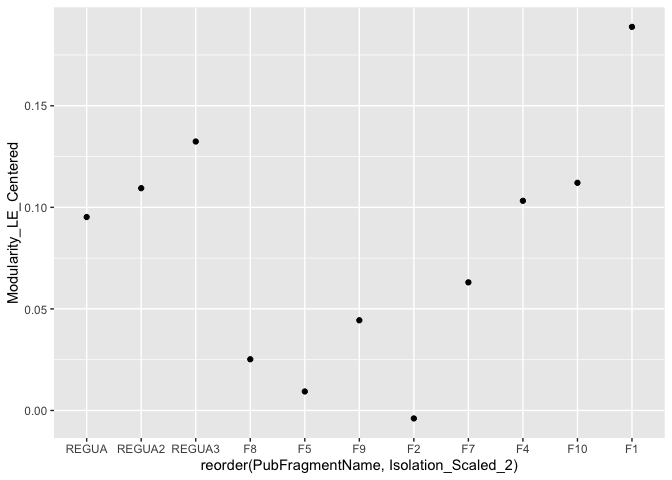 Modularity_LE_Centered
0.15
0.10
0.05
0.00
REGUA REGUA2 REGUA3 F8 F5 F9 F2 F7 F4 F10 F1
reorder(PubFragmentName, Isolation_Scaled_2)